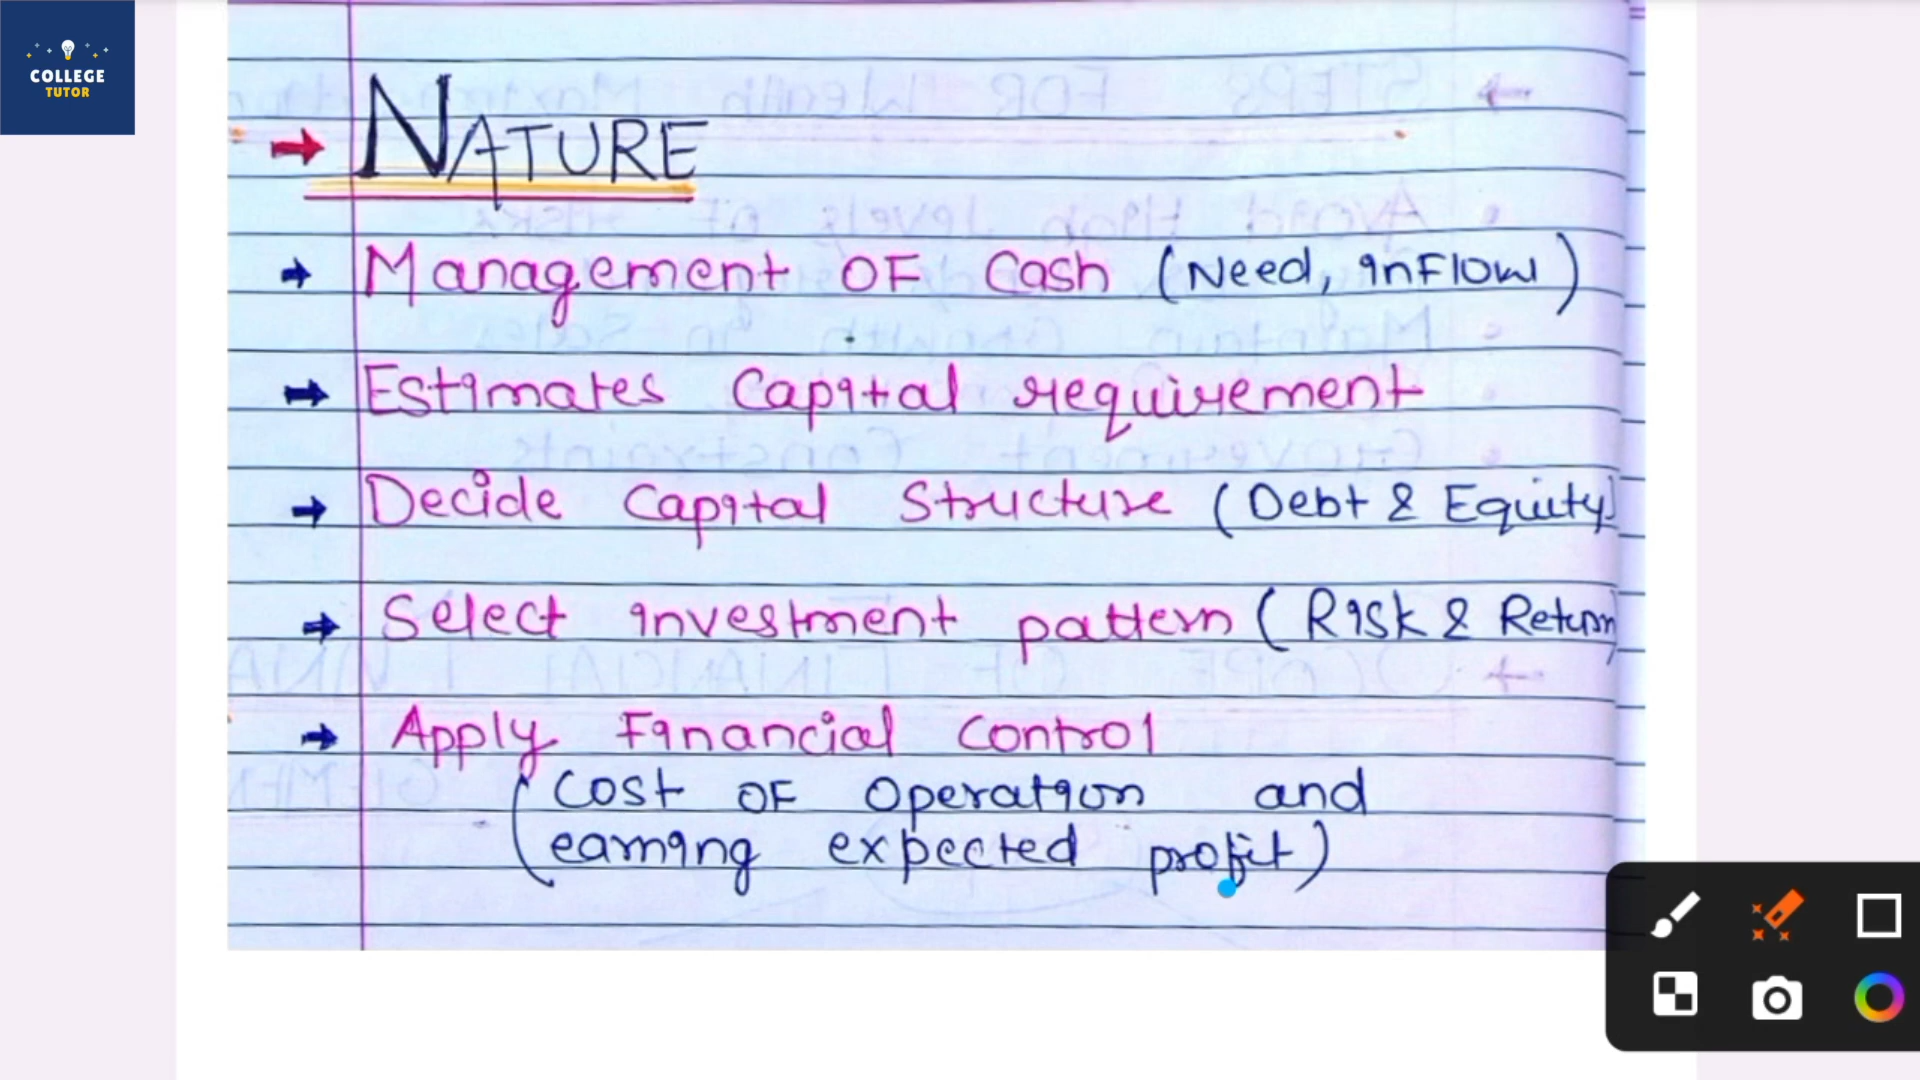 COLLEGE
TUTOR
→ NATURE
→ Management OF Cash (Need, inFlow)
→ Estimates Capital requirement
→ Decide Capital Structure (Debt & Equity)
→ Select investment pattern (Risk & Return)
→ Apply Financial Control
(Cost OF Operation and
earning expected profit)